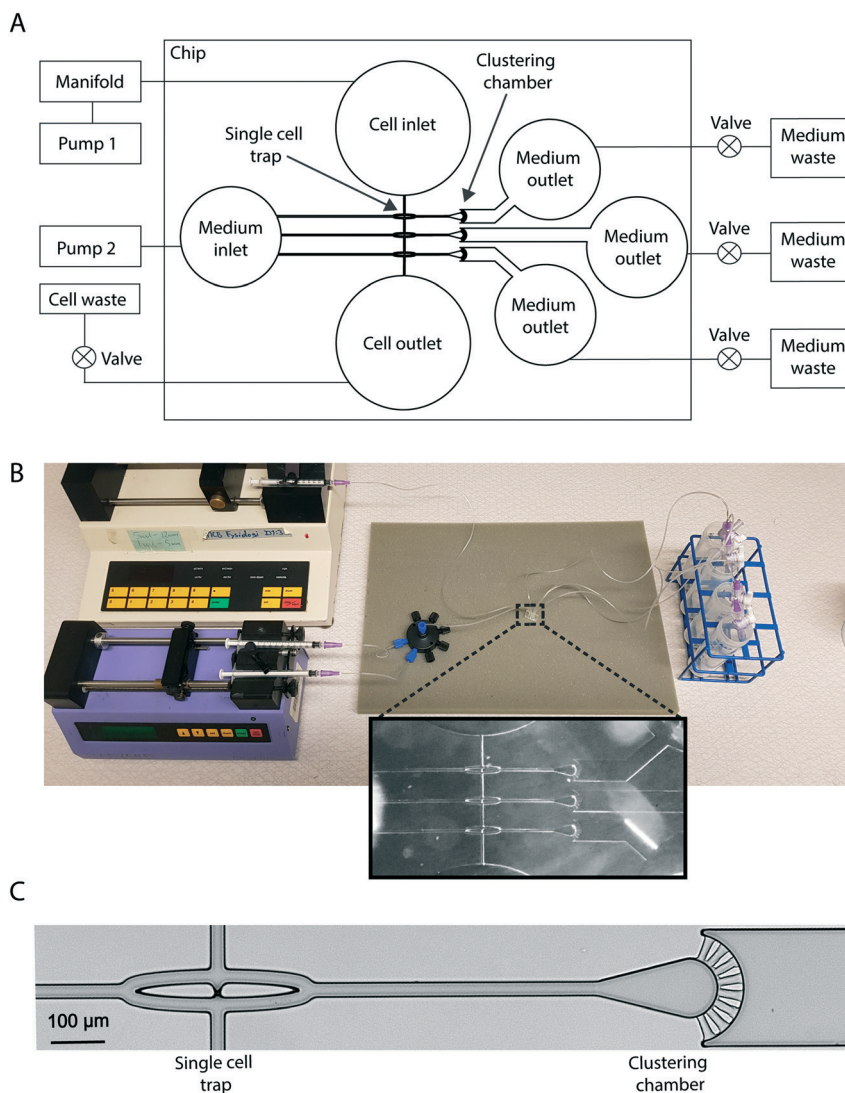 A
Chip
Manifold
Pump 1
Cell inlet
Single cell
trap
Clustering
chamber
Medium
outlet
Valve
Medium
waste
Pump 2
Medium
inlet
Medium
outlet
Valve
Medium
waste
Cell waste
Valve
Cell outlet
Medium
outlet
Valve
Medium
waste
B
MCB Fysiologi
C
100 µm
Single cell
trap
Clustering
chamber